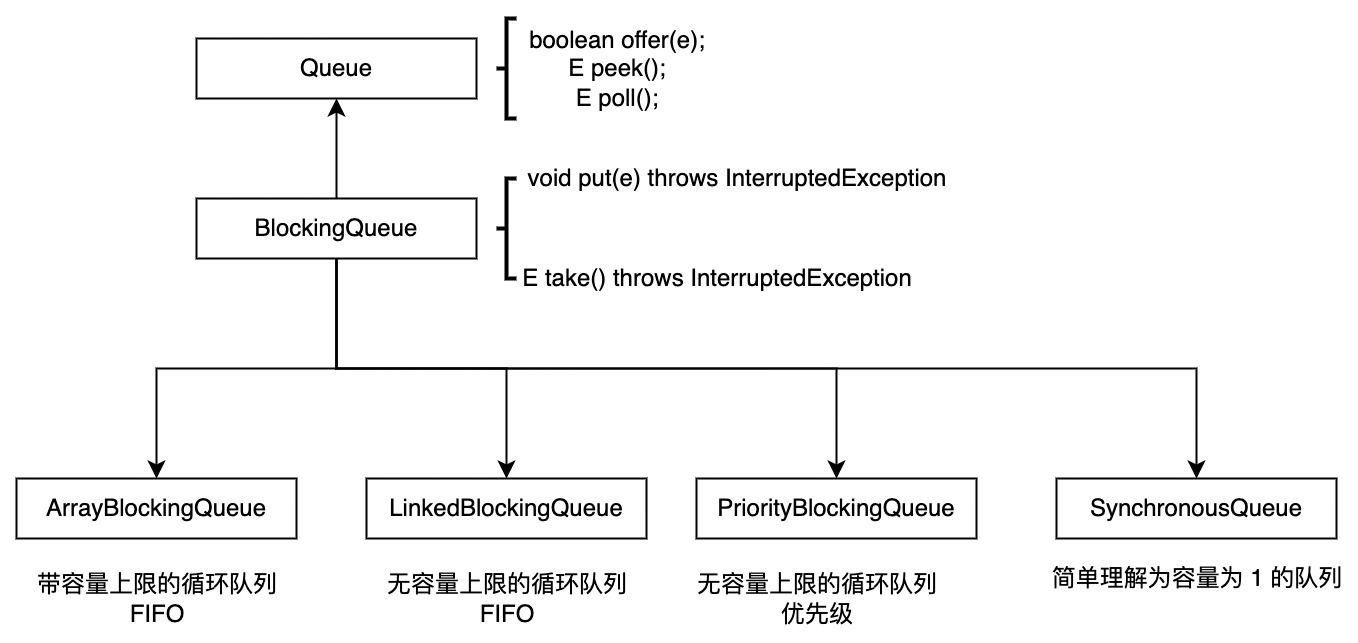 Queue
boolean offer(e);
E peek();
E poll();
BlockingQueue
void put(e) throws InterruptedException
E take() throws InterruptedException
ArrayBlockingQueue
LinkedBlockingQueue
PriorityBlockingQueue
SynchronousQueue
带容量上限的循环队列
FIFO
无容量上限的循环队列
FIFO
无容量上限的循环队列
优先级
简单理解为容量为 1 的队列